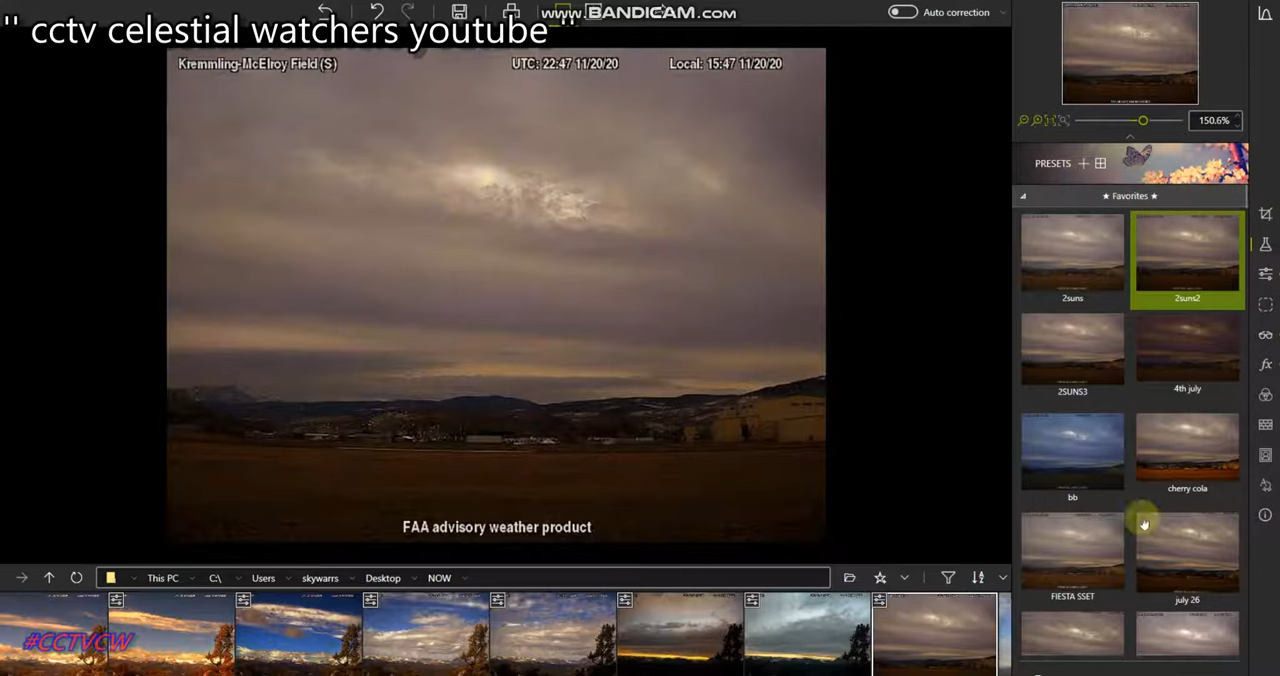 www.BANDICAM.com
Auto correction
" cctv celestial watchers youtube "
Kremmling-McElroy Field (S)
UTC: 22:47 11/20/20
Local: 15:47 11/20/20
150.6%
PRESETS
★ Favorites ★
2suns
2suns2
2SUNS3
4th july
bb
cherry cola
FIESTA SSET
july 26
FAA advisory weather product
This PC
C:\
Users
skywarrs
Desktop
NOW
#CCTVCW